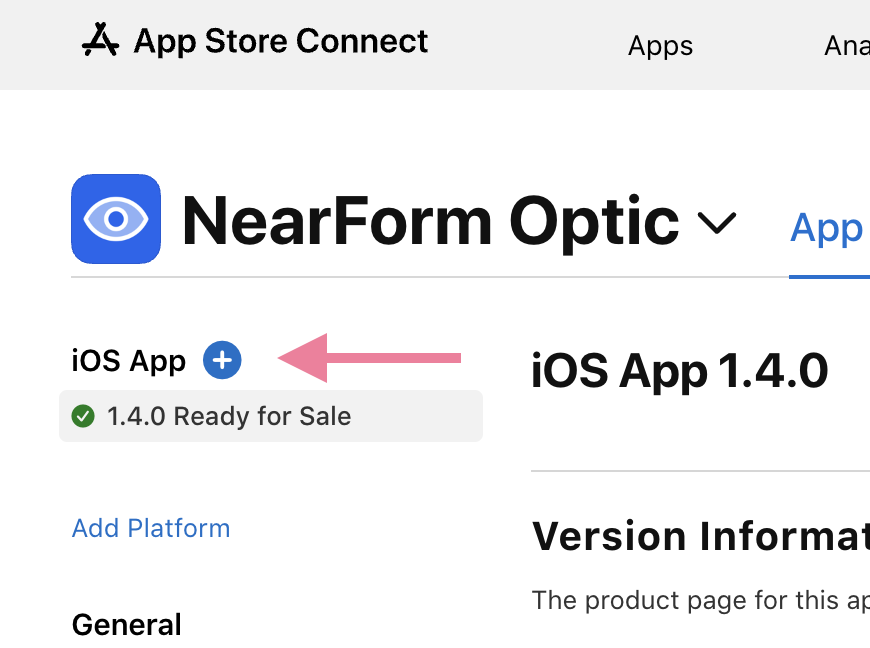 App Store Connect
Apps
NearForm Optic
App
iOS App
1.4.0 Ready for Sale
Add Platform
General
iOS App 1.4.0
Version Informat
The product page for this ap